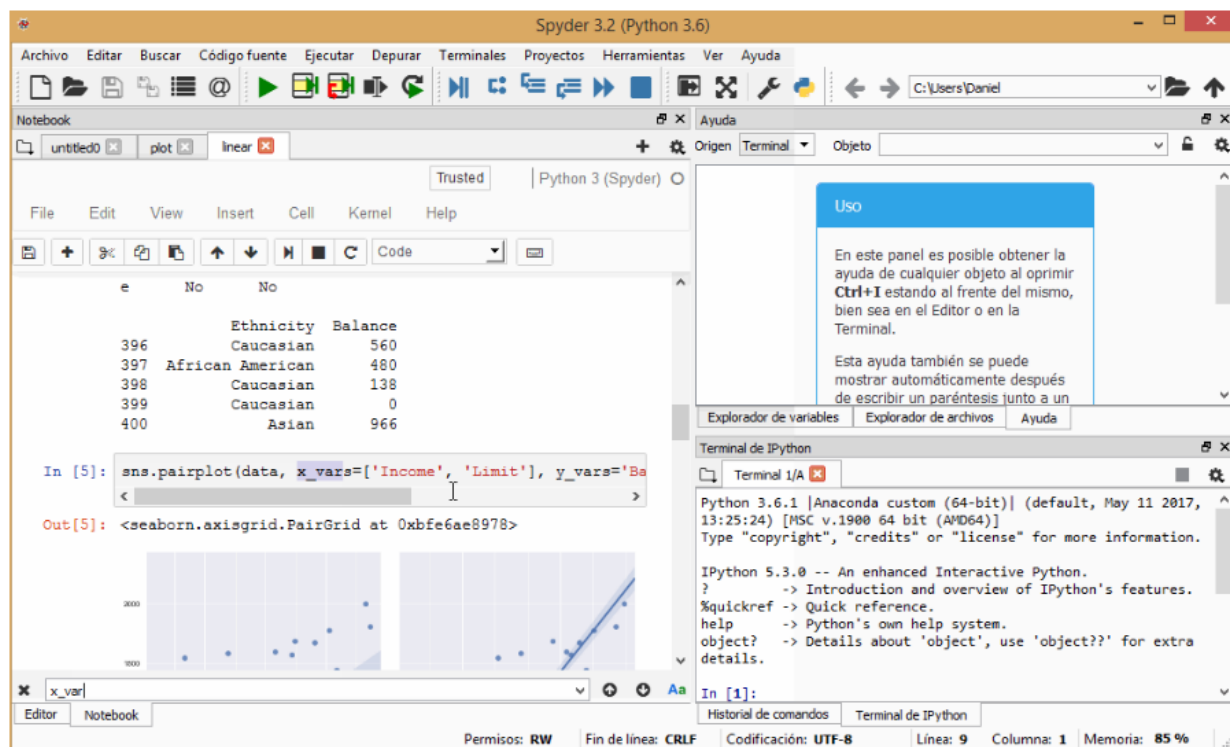 Spyder 3.2 (Python 3.6)
Archivo Editar Buscar Código fuente Ejecutar Depurar Terminales Proyectos Herramientas Ver Ayuda
C:\Users\Daniel
Notebook
untitled0 plot linear
Trusted Python 3 (Spyder)
File Edit View Insert Cell Kernel Help
Code
e No No
Ethnicity Balance
396 Caucasian 560
397 African American 480
398 Caucasian 138
399 Caucasian 0
400 Asian 966
In [5]: sns.pairplot(data, x_vars=['Income', 'Limit'], y_vars='Ba
Out[5]: <seaborn.axisgrid.PairGrid at 0xbfe6ae8978>
2000
1500
x_var
Aa
Editor Notebook
Ayuda
Origen Terminal Objeto
Uso
En este panel es posible obtener la
ayuda de cualquier objeto al oprimir
Ctrl+I estando al frente del mismo,
bien sea en el Editor o en la
Terminal.
Esta ayuda también se puede
mostrar automáticamente después
de escribir un paréntesis junto a un
Explorador de variables Explorador de archivos Ayuda
Terminal de IPython
Terminal 1/A
Python 3.6.1 |Anaconda custom (64-bit)| (default, May 11 2017,
13:25:24) [MSC v.1900 64 bit (AMD64)]
Type "copyright", "credits" or "license" for more information.
IPython 5.3.0 -- An enhanced Interactive Python.
? -> Introduction and overview of IPython's features.
%quickref -> Quick reference.
help -> Python's own help system.
object? -> Details about 'object', use 'object??' for extra
details.
In [1]:
Historial de comandos Terminal de IPython
Permisos: RW Fin de línea: CRLF Codificación: UTF-8 Línea: 9 Columna: 1 Memoria: 85 %